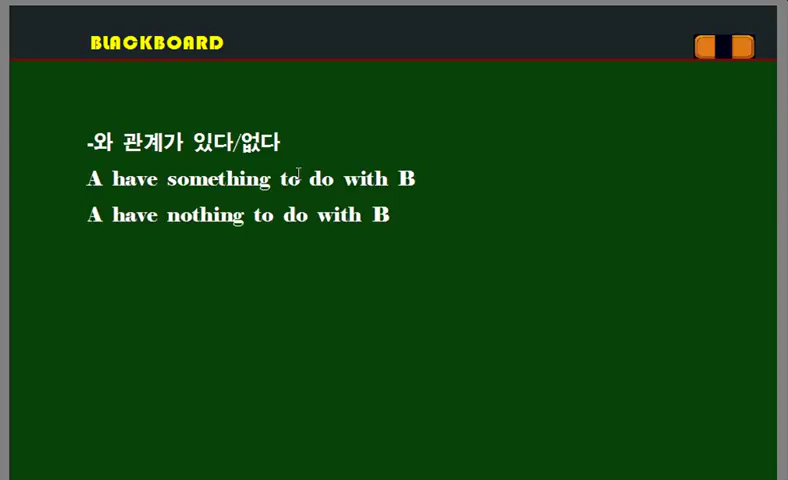 BLACKBOARD
-와 관계가 있다/없다
A have something to do with B
A have nothing to do with B